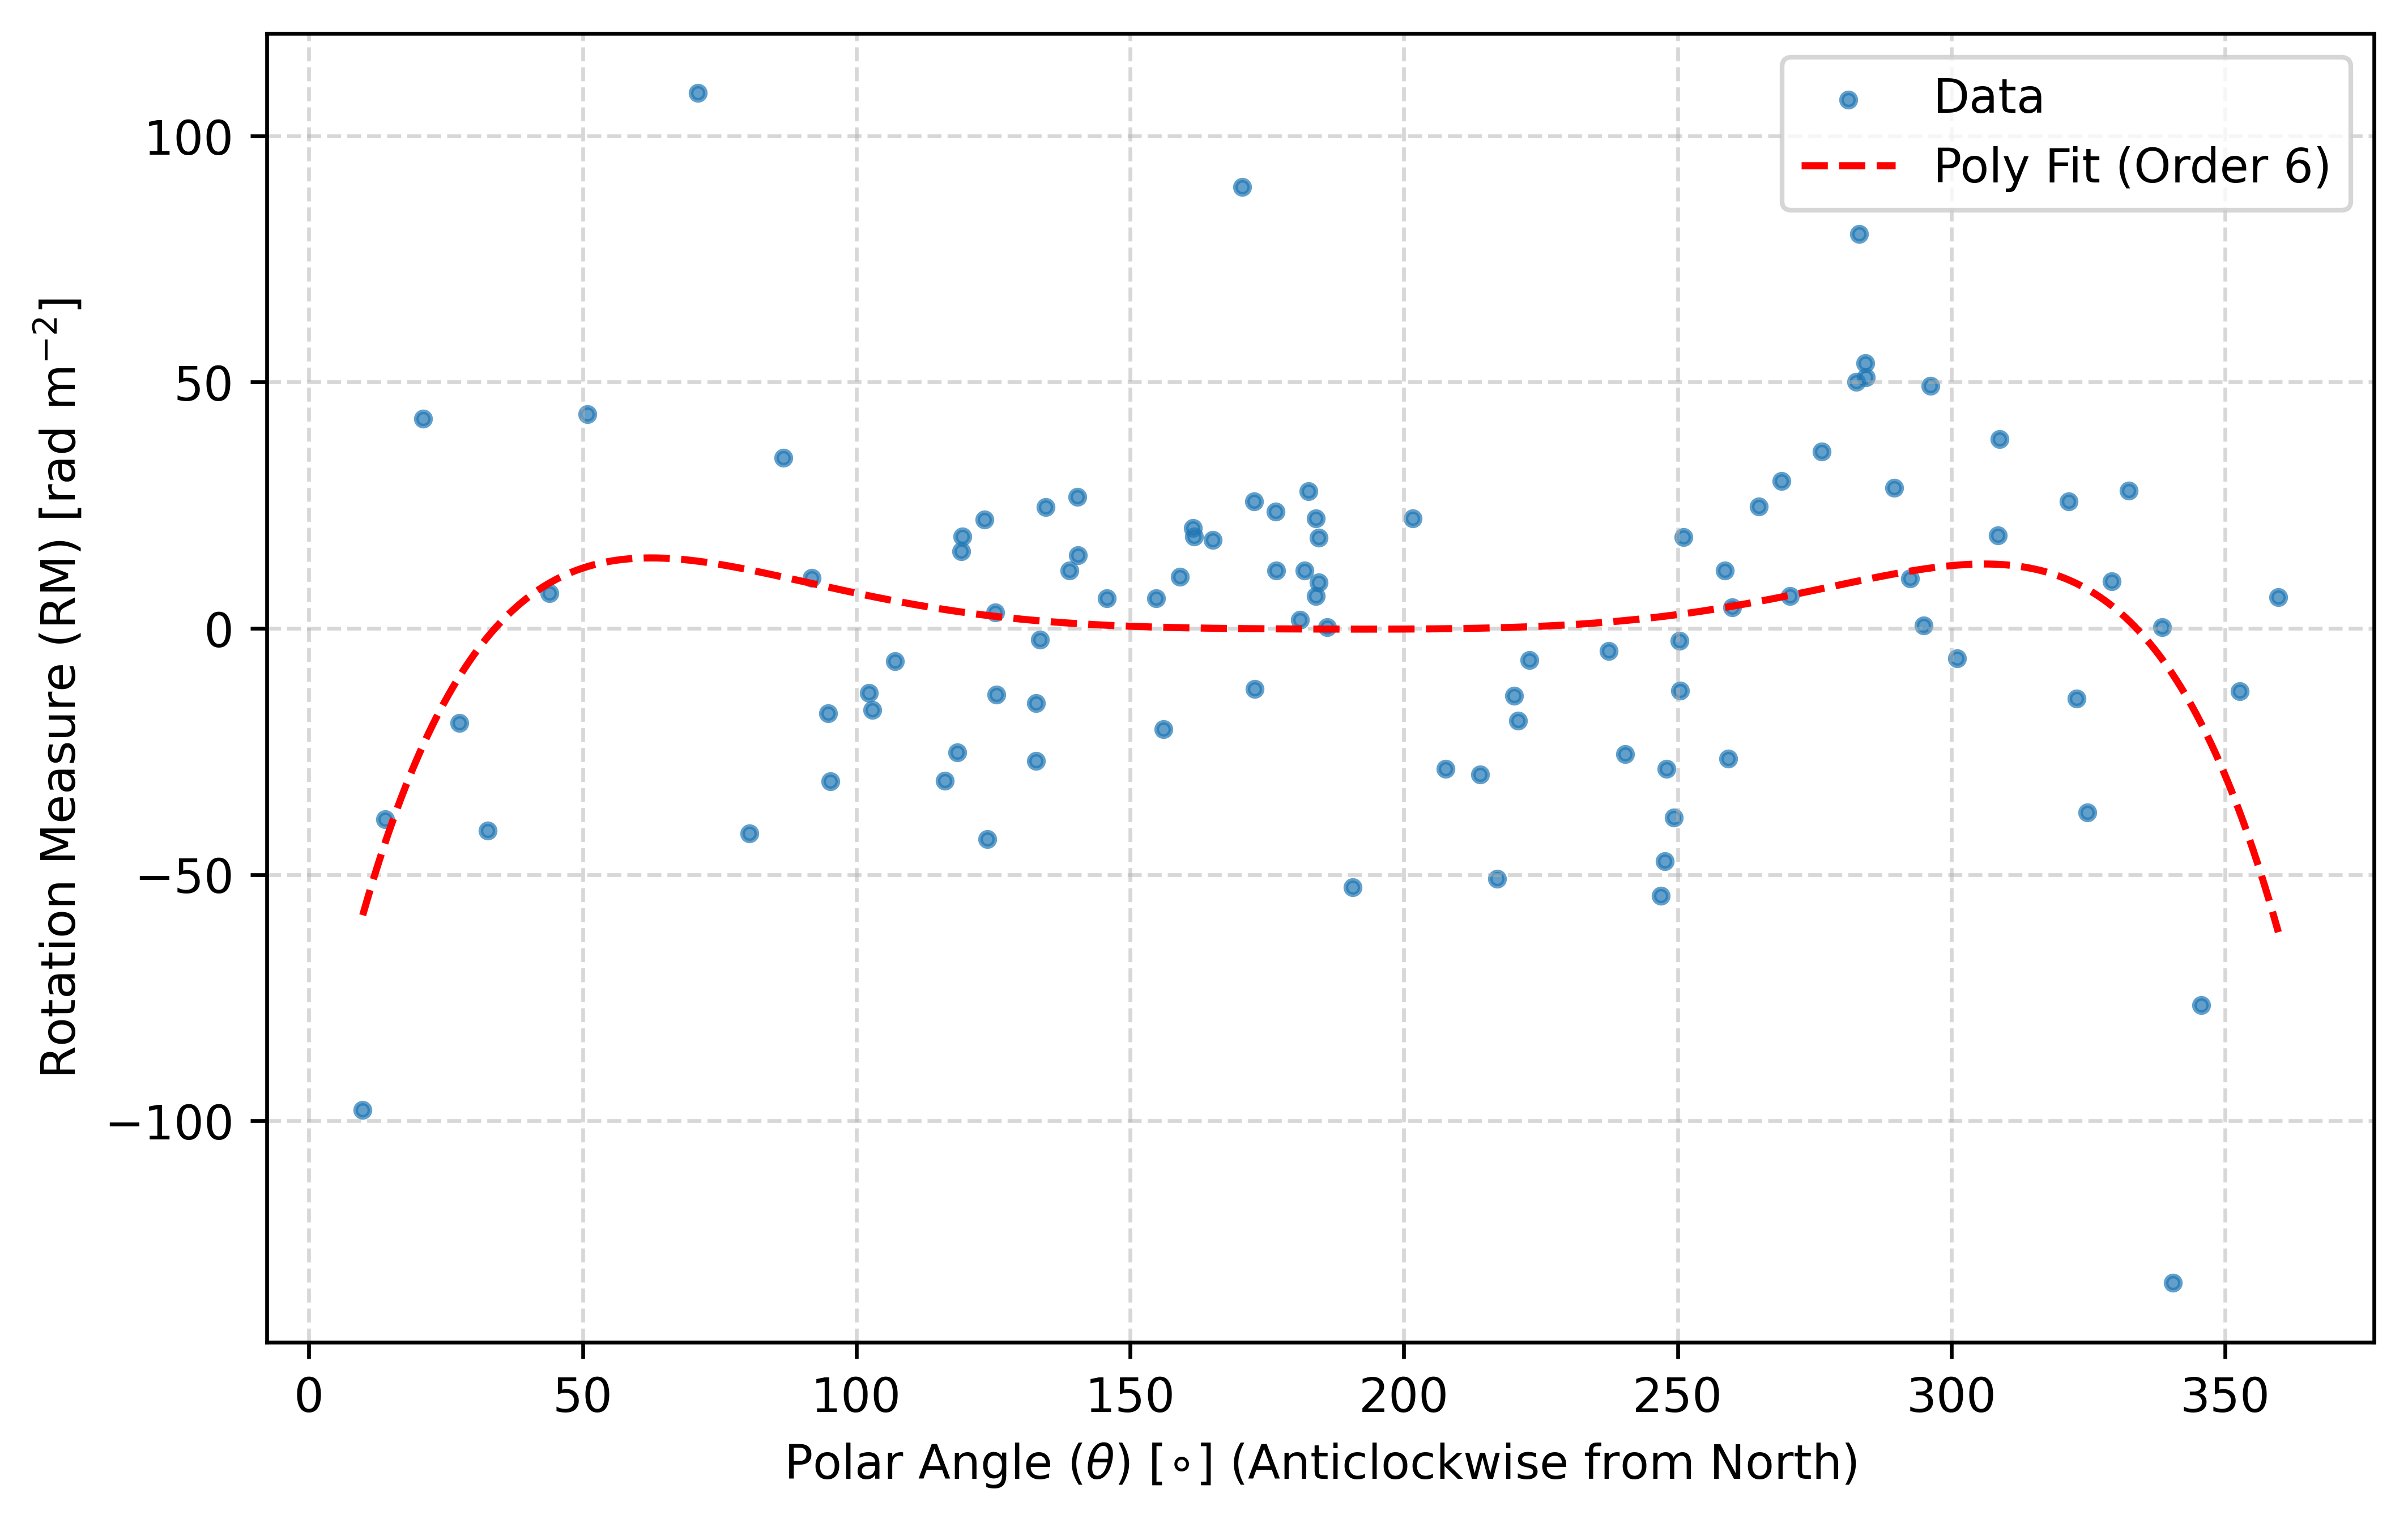 Data
Poly Fit (Order 6)
100
50
0
−50
−100
Rotation Measure (RM) [rad m⁻²]
0 50 100 150 200 250 300 350
Polar Angle (θ) [∘] (Anticlockwise from North)